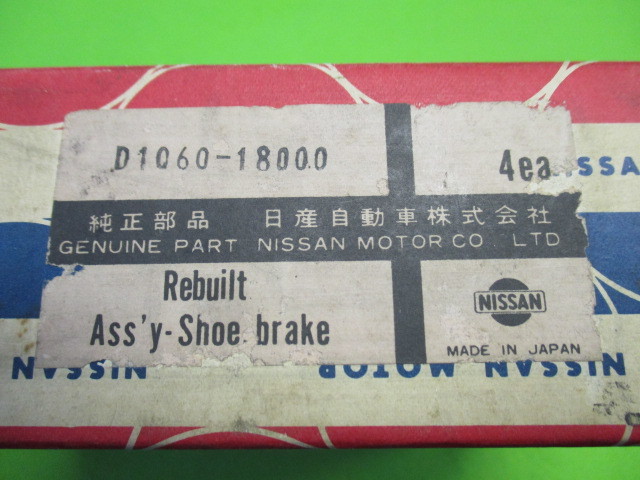 D1060-18000 4ea
SSA
純正部品 日産自動車株式会社
GENUINE PART NISSAN MOTOR CO LTD
Rebuilt
Ass'y-Shoe. brake
NISSAN
MADE IN JAPAN
NISSAN MOTOR NISSAN